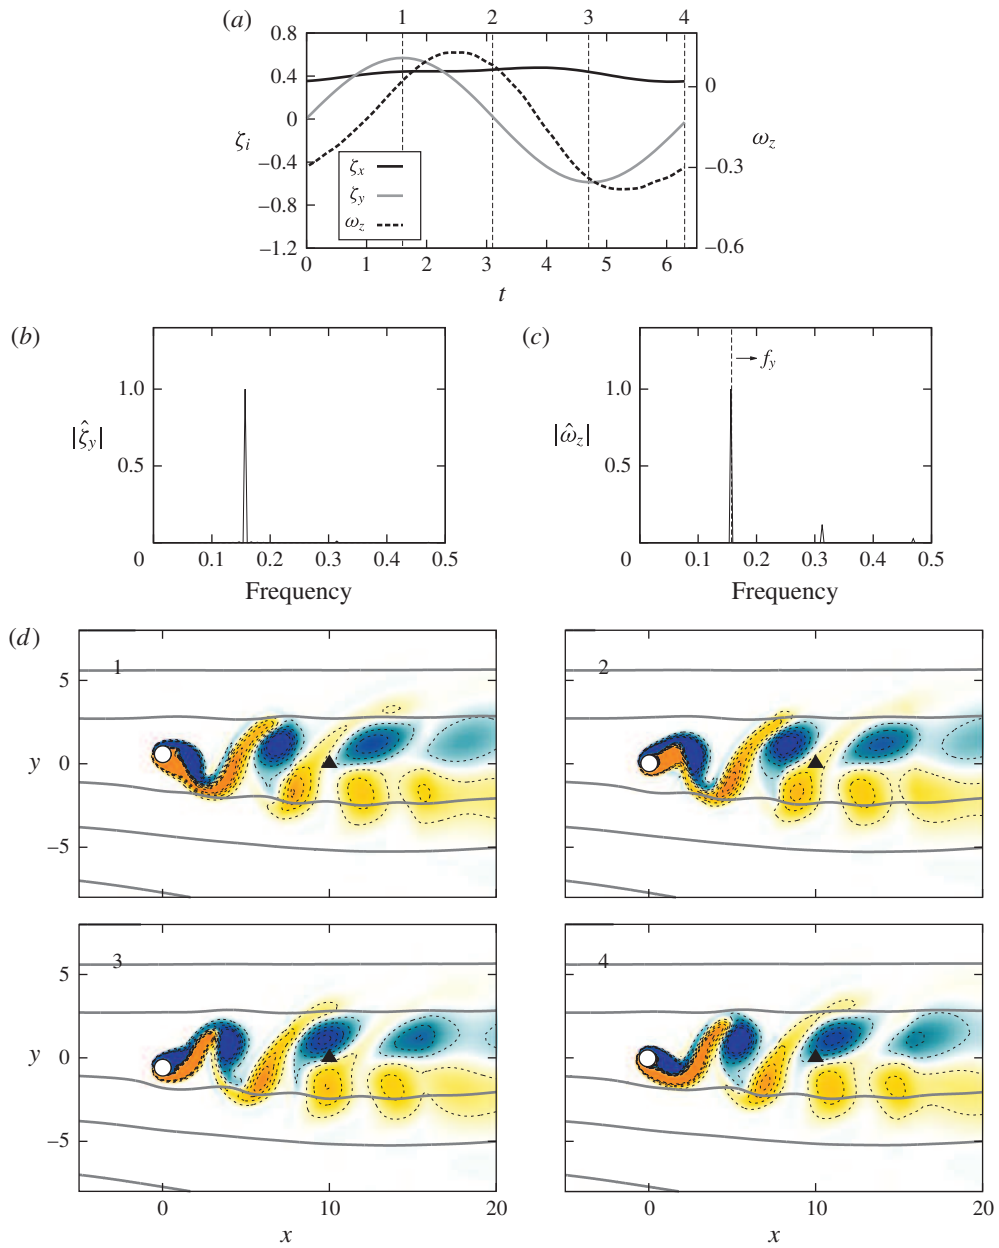 (a)
1 2 3 4
0.8
0.4
0
−0.4
−0.8
−1.2
ζi
ζx
ζy
ωz
0
−0.3
−0.6
ωz
0 1 2 3 4 5 6
t
(b)
1.0
0.5
|ζ̂y|
0 0.1 0.2 0.3 0.4 0.5
Frequency
(c)
fy
1.0
0.5
|ω̂z|
0 0.1 0.2 0.3 0.4 0.5
Frequency
(d)
1
5
0
−5
y
2
3
5
0
−5
y
0 10 20
x
4
0 10 20
x